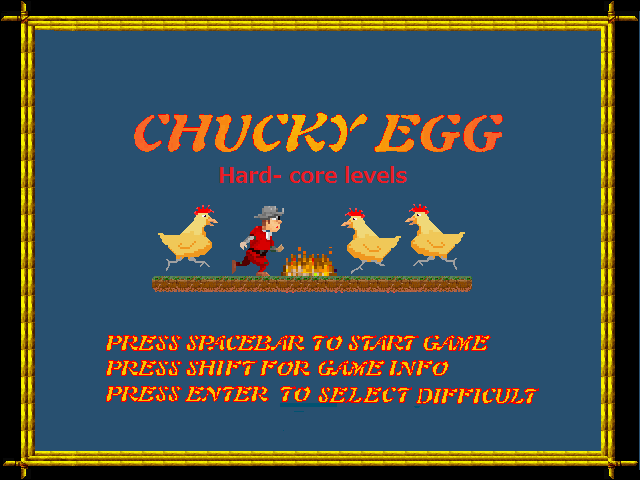 CHUCKY EGG
Hard- core levels
PRESS SPACEBAR TO START GAME
PRESS SHIFT FOR GAME INFO
PRESS ENTER TO SELECT DIFFICULT